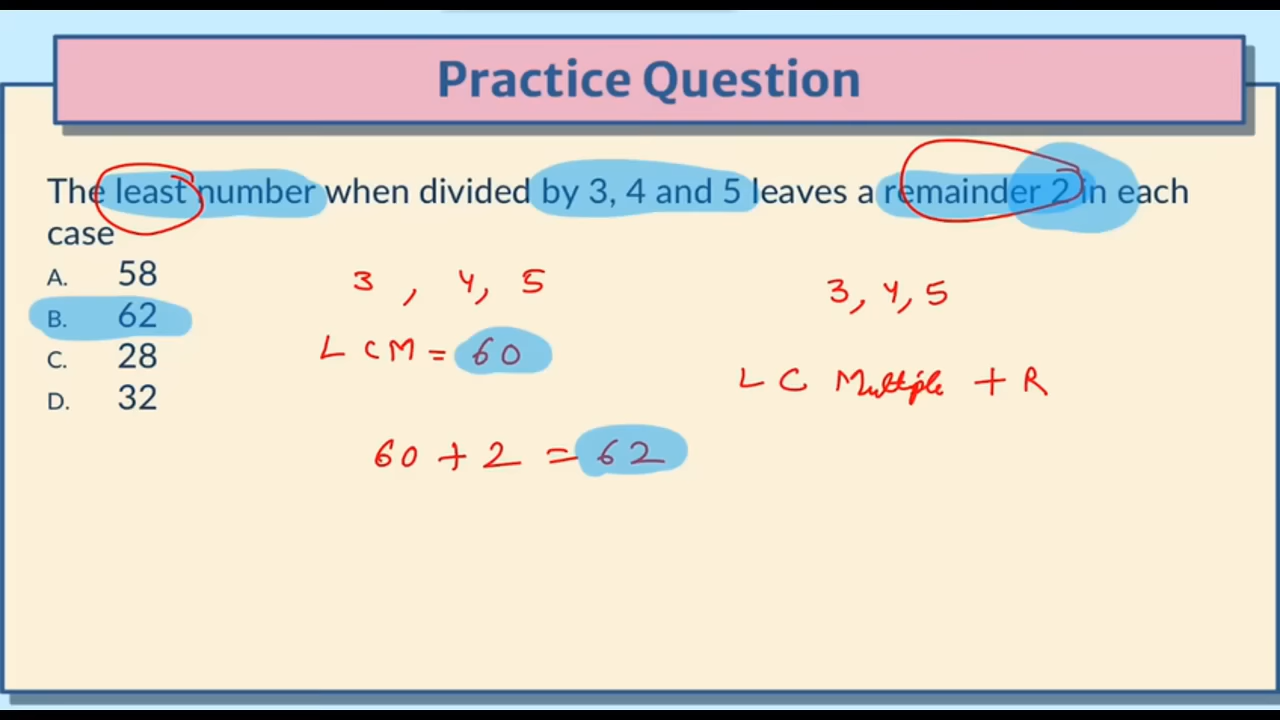 Practice Question
The least number when divided by 3, 4 and 5 leaves a remainder 2 in each
case
A. 58
B. 62
C. 28
D. 32
3 , 4, 5
LCM = 60
60 + 2 = 62
3, 4, 5
L C Multiple + R